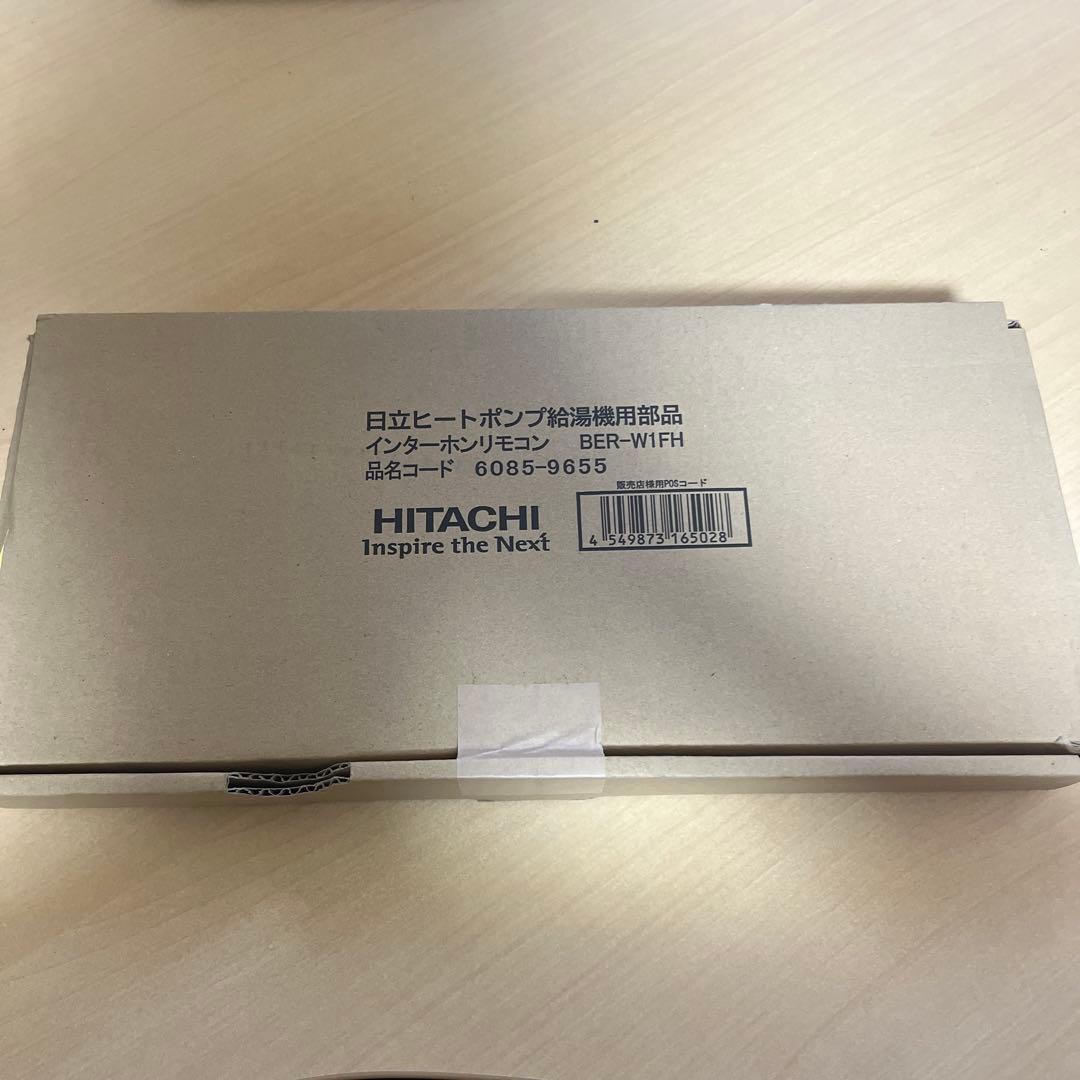 日立ヒートポンプ給湯機用部品
インターホンリモコン BER-W1FH
品名コード 6085-9655
販売店様用POSコード
HITACHI
Inspire the Next
4 549873 165028